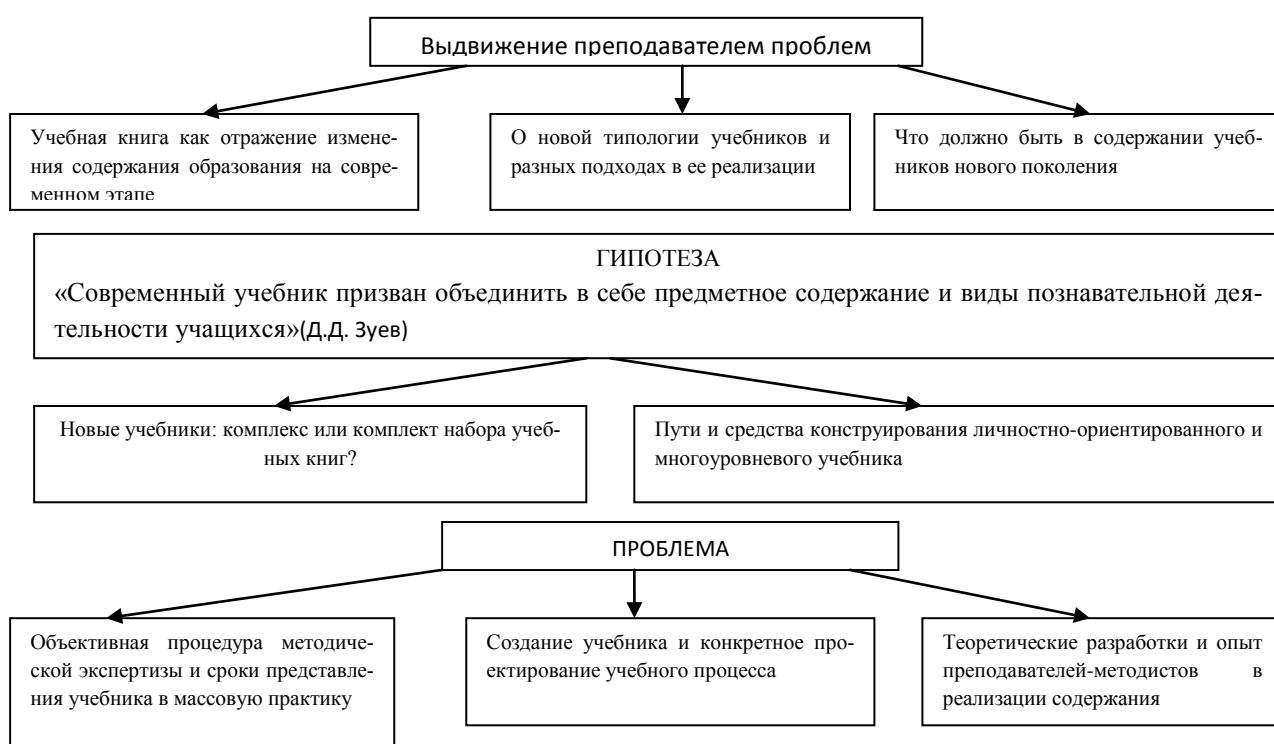 Выдвижение преподавателем проблем
Учебная книга как отражение измене-
ния содержания образования на совре-
менном этапе
О новой типологии учебников и
разных подходах в ее реализации
Что должно быть в содержании учеб-
ников нового поколения
ГИПОТЕЗА
«Современный учебник призван объединить в себе предметное содержание и виды познавательной дея-
тельности учащихся»(Д.Д. Зуев)
Новые учебники: комплекс или комплект набора учеб-
ных книг?
Пути и средства конструирования личностно-ориентированного и
многоуровневого учебника
ПРОБЛЕМА
Объективная процедура методиче-
ской экспертизы и сроки представле-
ния учебника в массовую практику
Создание учебника и конкретное про-
ектирование учебного процесса
Теоретические разработки и опыт
преподавателей-методистов в
реализации содержания